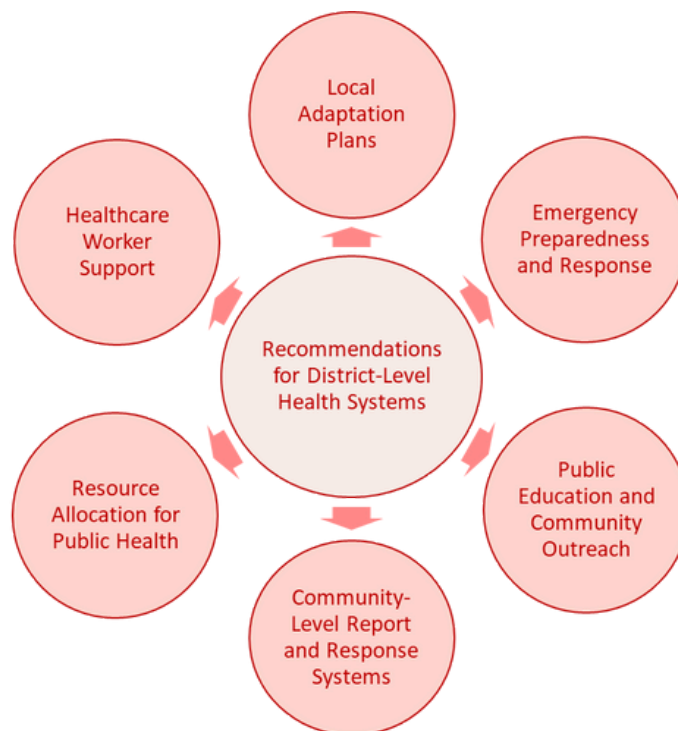 Local
Adaptation
Plans
Emergency
Preparedness
and Response
Public
Education and
Community
Outreach
Community-
Level Report
and Response
Systems
Resource
Allocation for
Public Health
Healthcare
Worker
Support
Recommendations
for District-Level
Health Systems